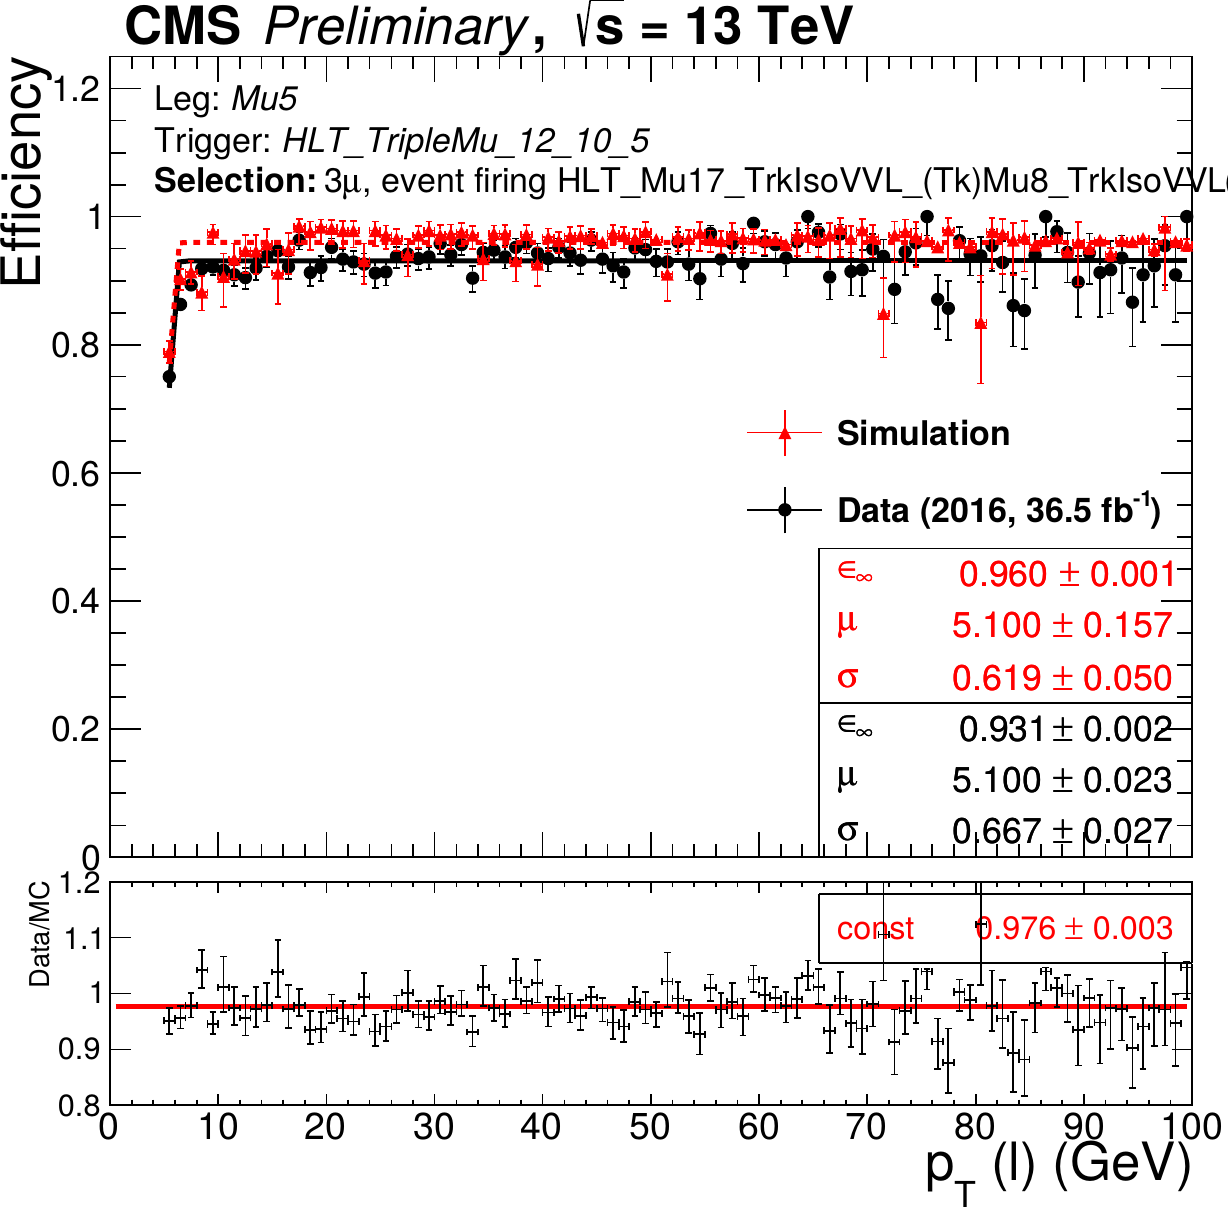 CMS Preliminary, √s = 13 TeV
Efficiency
Leg: Mu5
Trigger: HLT_TripleMu_12_10_5
Selection: 3μ, event firing HLT_Mu17_TrkIsoVVL_(Tk)Mu8_TrkIsoVVL(
1.2
1
0.8
0.6
0.4
0.2
0
Simulation
Data (2016, 36.5 fb⁻¹)
ϵ∞ 0.960 ± 0.001
μ 5.100 ± 0.157
σ 0.619 ± 0.050
ϵ∞ 0.931 ± 0.002
μ 5.100 ± 0.023
σ 0.667 ± 0.027
Data/MC
1.2
1.1
1
0.9
0.8
const 0.976 ± 0.003
0 10 20 30 40 50 60 70 80 90 100
p_T (l) (GeV)